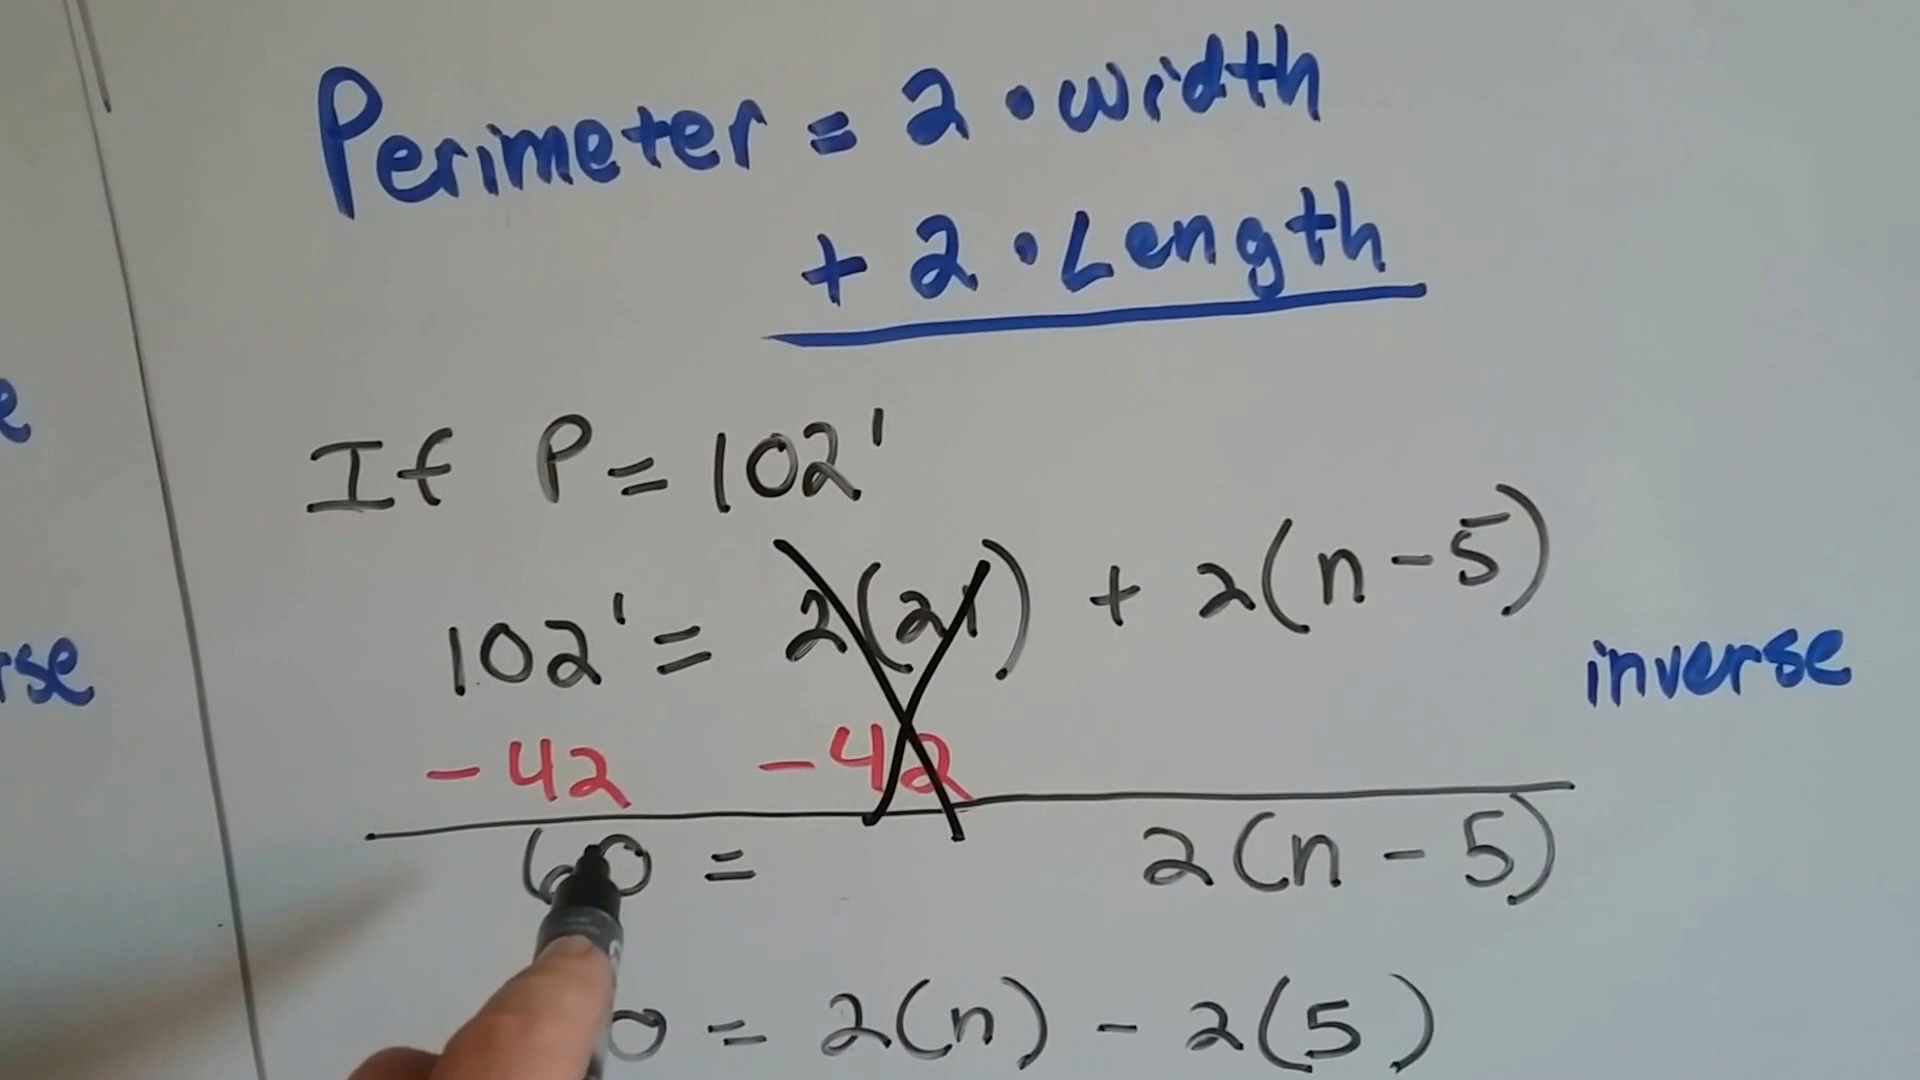 Perimeter = 2 • width
+ 2 • Length
If P = 102'
102' = 2(21) + 2(n - 5)
inverse
- 42 - 42
60 = 2(n - 5)
0 = 2(n) - 2(5)